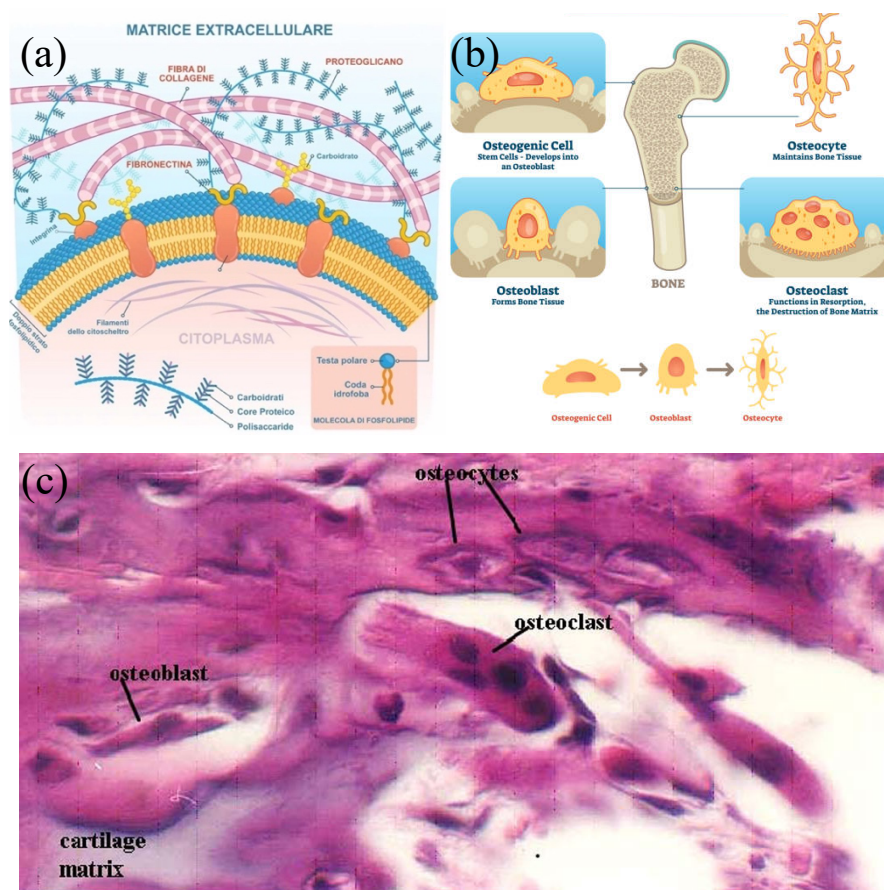 (a)
MATRICE EXTRACELLULARE
FIBRA DI
COLLAGENE
PROTEOGLICANO
FIBRONECTINA
Carboidrato
Integrina
Doppio strato
fosfolipidico
Filamenti
dello citoscheltro
CITOPLASMA
Carboidrati
Core Proteico
Polisaccaride
Testa polare
Coda
idrofoba
MOLECOLA DI FOSFOLIPIDE
(b)
Osteogenic Cell
Stem Cells - Develops into
an Osteoblast
Osteocyte
Maintains Bone Tissue
Osteoblast
Forms Bone Tissue
BONE
Osteoclast
Functions in Resorption,
the Destruction of Bone Matrix
Osteogenic Cell
Osteoblast
Osteocyte
(c)
osteocytes
osteoclast
osteoblast
cartilage
matrix